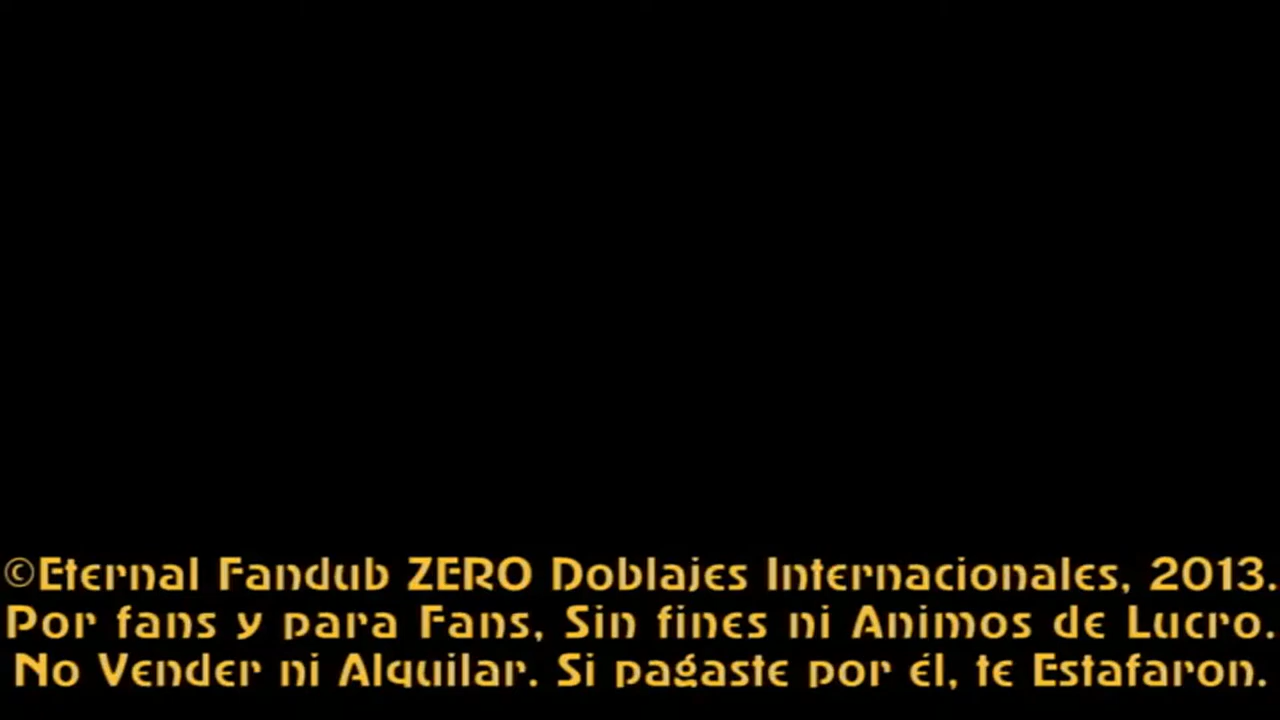 ©Eternal Fandub ZERO Doblajes Internacionales, 2013.
Por fans y para Fans, Sin fines ni Animos de Lucro.
No Vender ni Alquilar. Si pagaste por él, te Estafaron.